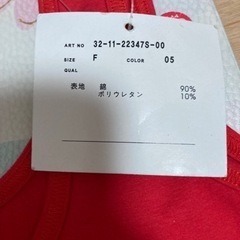 ART NO 32-11-22347S-00
SIZE F COLOR 05
QUAL
表地 綿 90%
ポリウレタン 10%